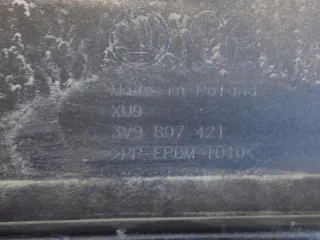 Made in Poland
XU9
3V9 807 421
>PP-EPDM-TD10<